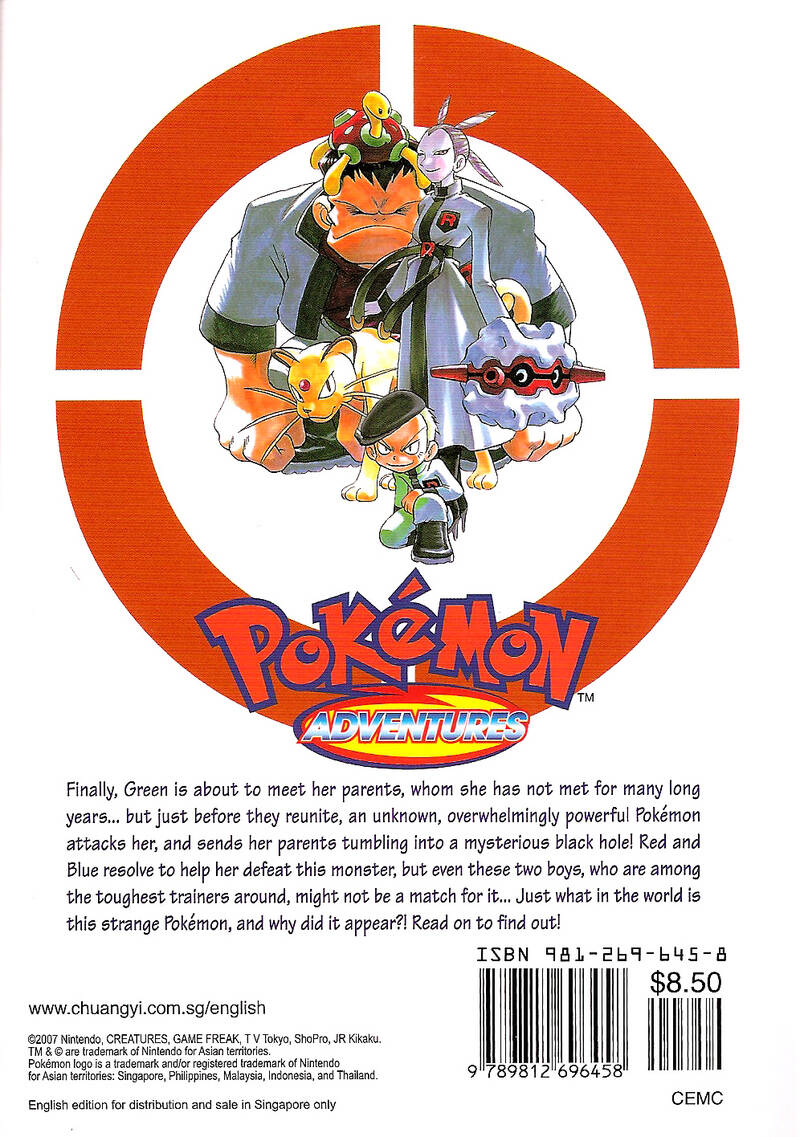 R
R
R
POKéMON
TM
ADVENTURES
Finally, Green is about to meet her parents, whom she has not met for many long
years... but just before they reunite, an unknown, overwhelmingly powerful Pokémon
attacks her, and sends her parents tumbling into a mysterious black hole! Red and
Blue resolve to help her defeat this monster, but even these two boys, who are among
the toughest trainers around, might not be a match for it... Just what in the world is
this strange Pokémon, and why did it appear?! Read on to find out!
ISBN 981-269-645-8
$8.50
www.chuangyi.com.sg/english
©2007 Nintendo, CREATURES, GAME FREAK, T V Tokyo, ShoPro, JR Kikaku.
TM & © are trademark of Nintendo for Asian territories.
Pokémon logo is a trademark and/or registered trademark of Nintendo
for Asian territories: Singapore, Philippines, Malaysia, Indonesia, and Thailand.
9 789812 696458
CEMC
English edition for distribution and sale in Singapore only